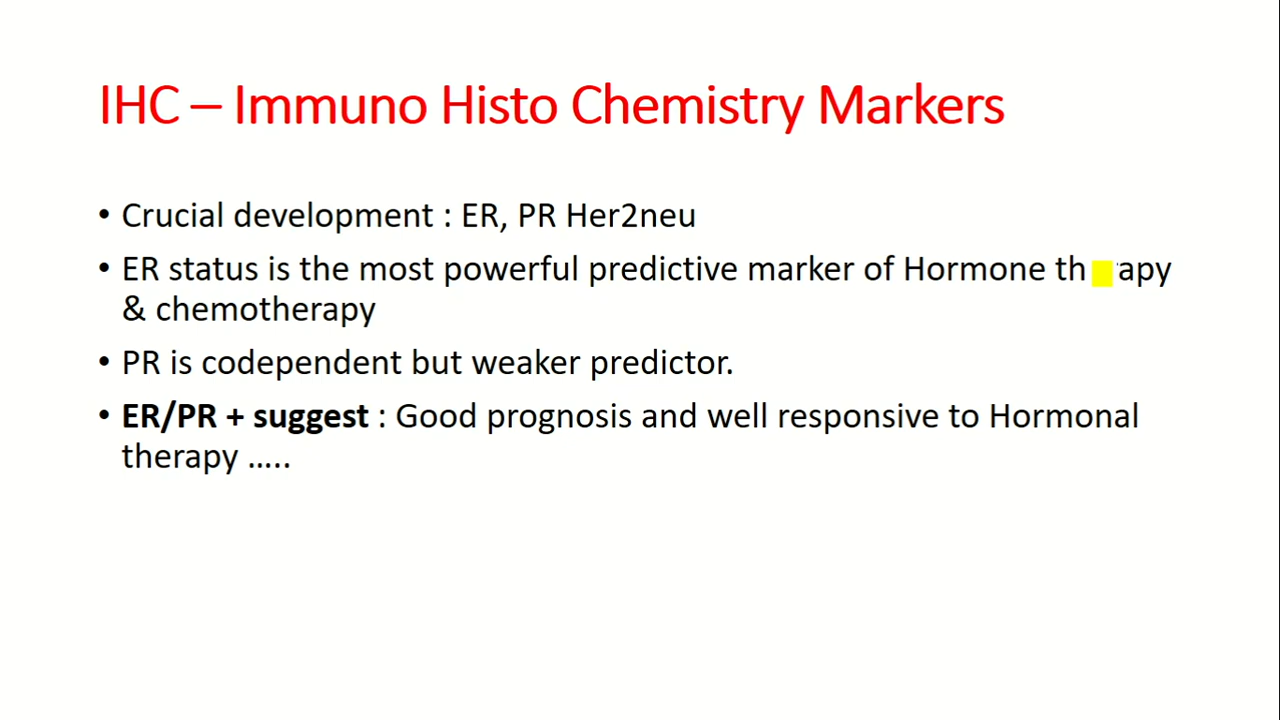 IHC – Immuno Histo Chemistry Markers
• Crucial development : ER, PR Her2neu
• ER status is the most powerful predictive marker of Hormone th apy
& chemotherapy
• PR is codependent but weaker predictor.
• ER/PR + suggest : Good prognosis and well responsive to Hormonal
therapy .....